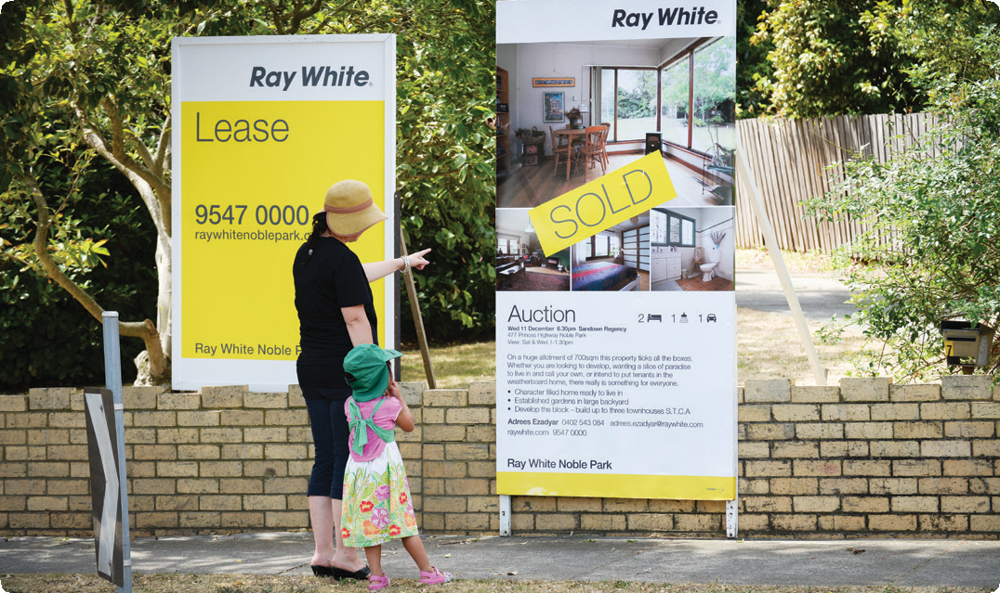 Ray White
Lease
9547 0000
raywhitenoblepark.
Ray White Noble
Ray White
SOLD
Auction
2 1 1
Wed 11 December 6.30pm Sandown Regency
477 Princes Highway Noble Park
View: Sat & Wed 1-1.30pm
On a huge allotment of 700sqm this property ticks all the boxes.
Whether you are looking to develop, wanting a slice of paradise
to live in and call your own, or intend to put tenants in the
weatherboard home, there really is something for everyone.
• Character filled home ready to live in
• Established gardens in large backyard
• Develop the block – build up to three townhouses S.T.C.A
Adrees Ezadyar 0402 543 084 adrees.ezadyar@raywhite.com
raywhite.com 9547 0000
Ray White Noble Park
7